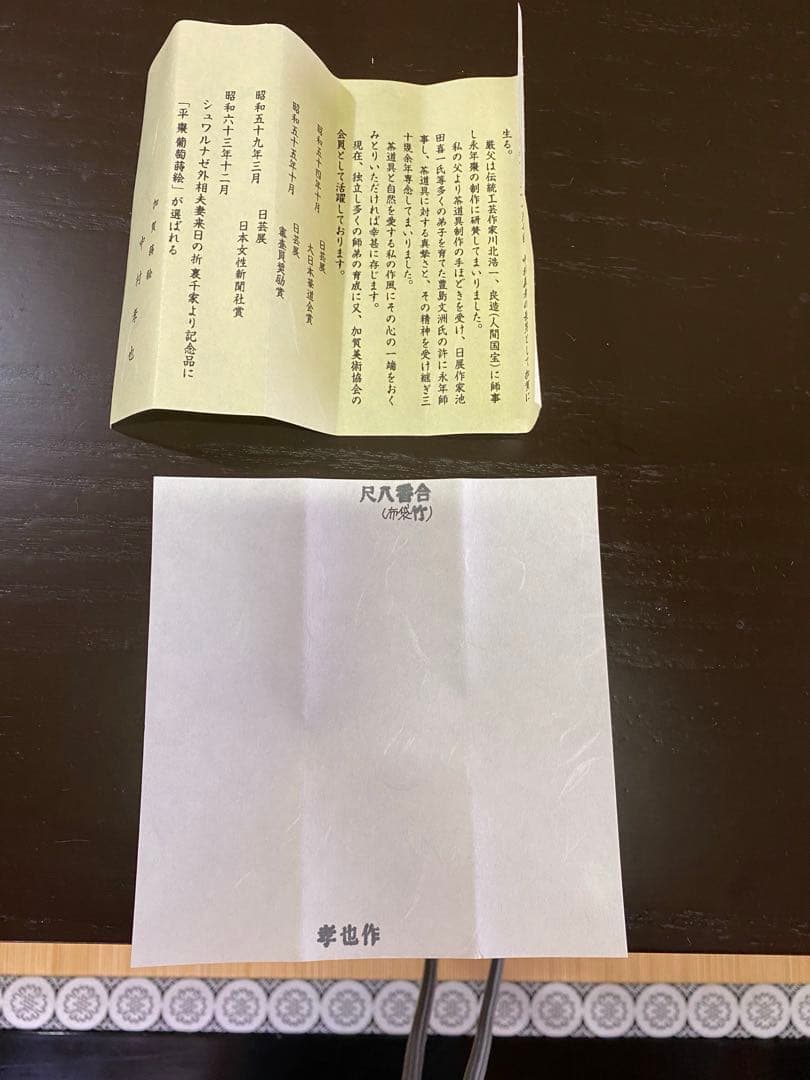 生る。
厳父は伝統工芸作家川北浩一、良造(人間国宝)に師事
し永年棗の制作に研賛してまいりました。
私の父より茶道具制作の手ほどきを受け、日展作家池
田喜一氏等多くの弟子を育てた豊島文洲氏の許に永年師
事し、茶道具に対する真摯さと、その精神を受け継ぎ三
十幾余年専念してまいりました。
茶道具と自然を愛する私の作風にその心の一端をおく
みとりいただければ幸甚に存じます。
現在、独立し多くの師弟の育成に又、加賀美術協会の
会員として活躍しております。
昭和五十四年十月 日芸展
大日本茶道会賞
昭和五十五年十月 日芸展
審査員奨励賞
昭和五十九年三月 日芸展
日本女性新聞社賞
昭和六十三年十二月
シュワルナゼ外相夫妻来日の折裏千家より記念品に
「平棗葡萄蒔絵」が選ばれる
加賀蒔絵
中村孝也
尺八香合
(布袋竹)
孝也作